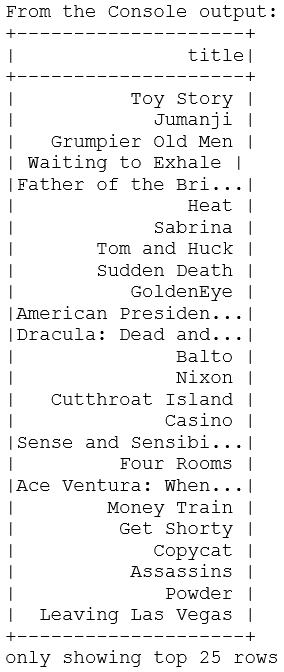 From the Console output:
+--------------------+
|               title|
+--------------------+
|          Toy Story |
|            Jumanji |
|   Grumpier Old Men |
| Waiting to Exhale |
|Father of the Bri...|
|               Heat |
|            Sabrina |
|       Tom and Huck |
|       Sudden Death |
|          GoldenEye |
|American Presiden...|
|Dracula: Dead and...|
|              Balto |
|              Nixon |
|   Cutthroat Island |
|             Casino |
|Sense and Sensibi...|
|         Four Rooms |
|Ace Ventura: When...|
|        Money Train |
|         Get Shorty |
|            Copycat |
|          Assassins |
|             Powder |
|  Leaving Las Vegas |
+--------------------+
only showing top 25 rows